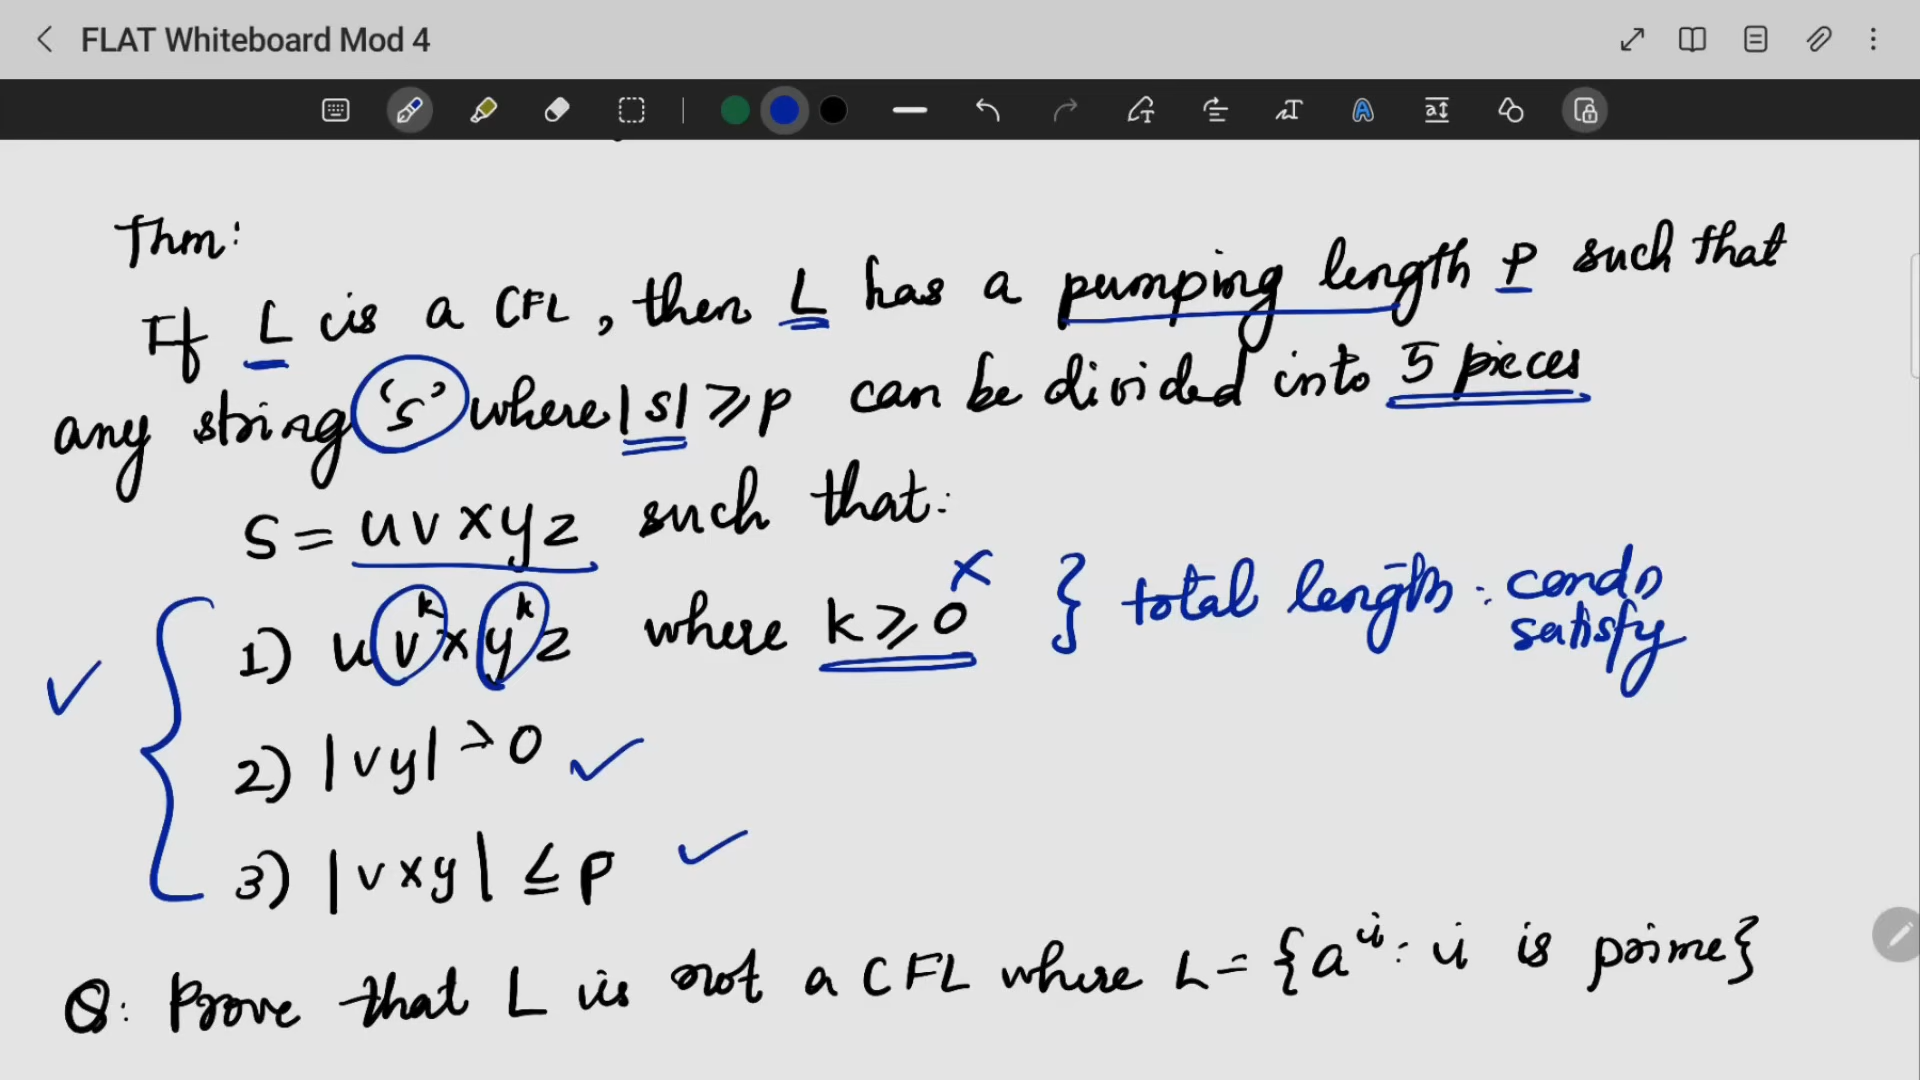 FLAT Whiteboard Mod 4
Thm:
If L is a CFL, then L has a pumping length P such that
any string 's' where |s| ⩾ p can be divided into 5 pieces
S = uvxyz such that:
1) u v^k x y^k z where k ⩾ 0 x } total length: condn
satisfy
2) |vy| > 0 ✓
✓
3) |vxy| ≤ p ✓
Q: Prove that L is not a CFL where L = {a^i : i is prime}